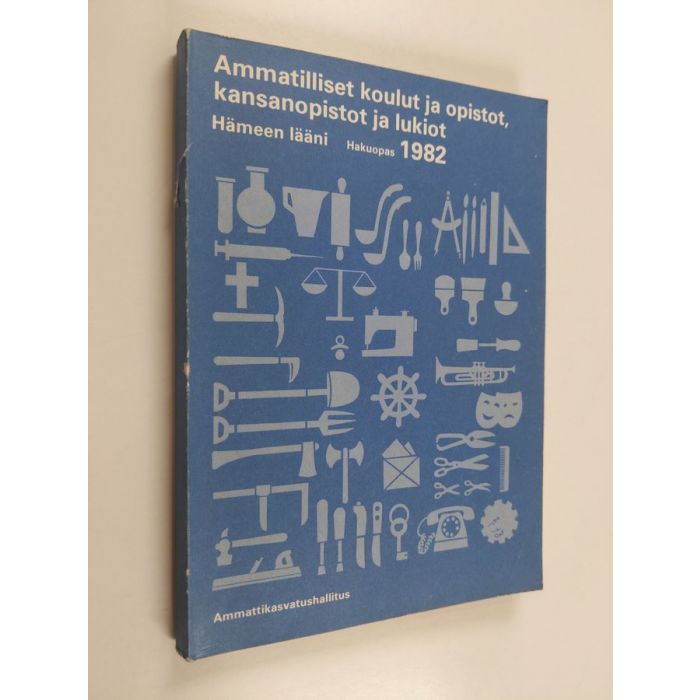 Ammatilliset koulut ja opistot,
kansanopistot ja lukiot
Hämeen lääni Hakuopas 1982
Ammattikasvatushallitus